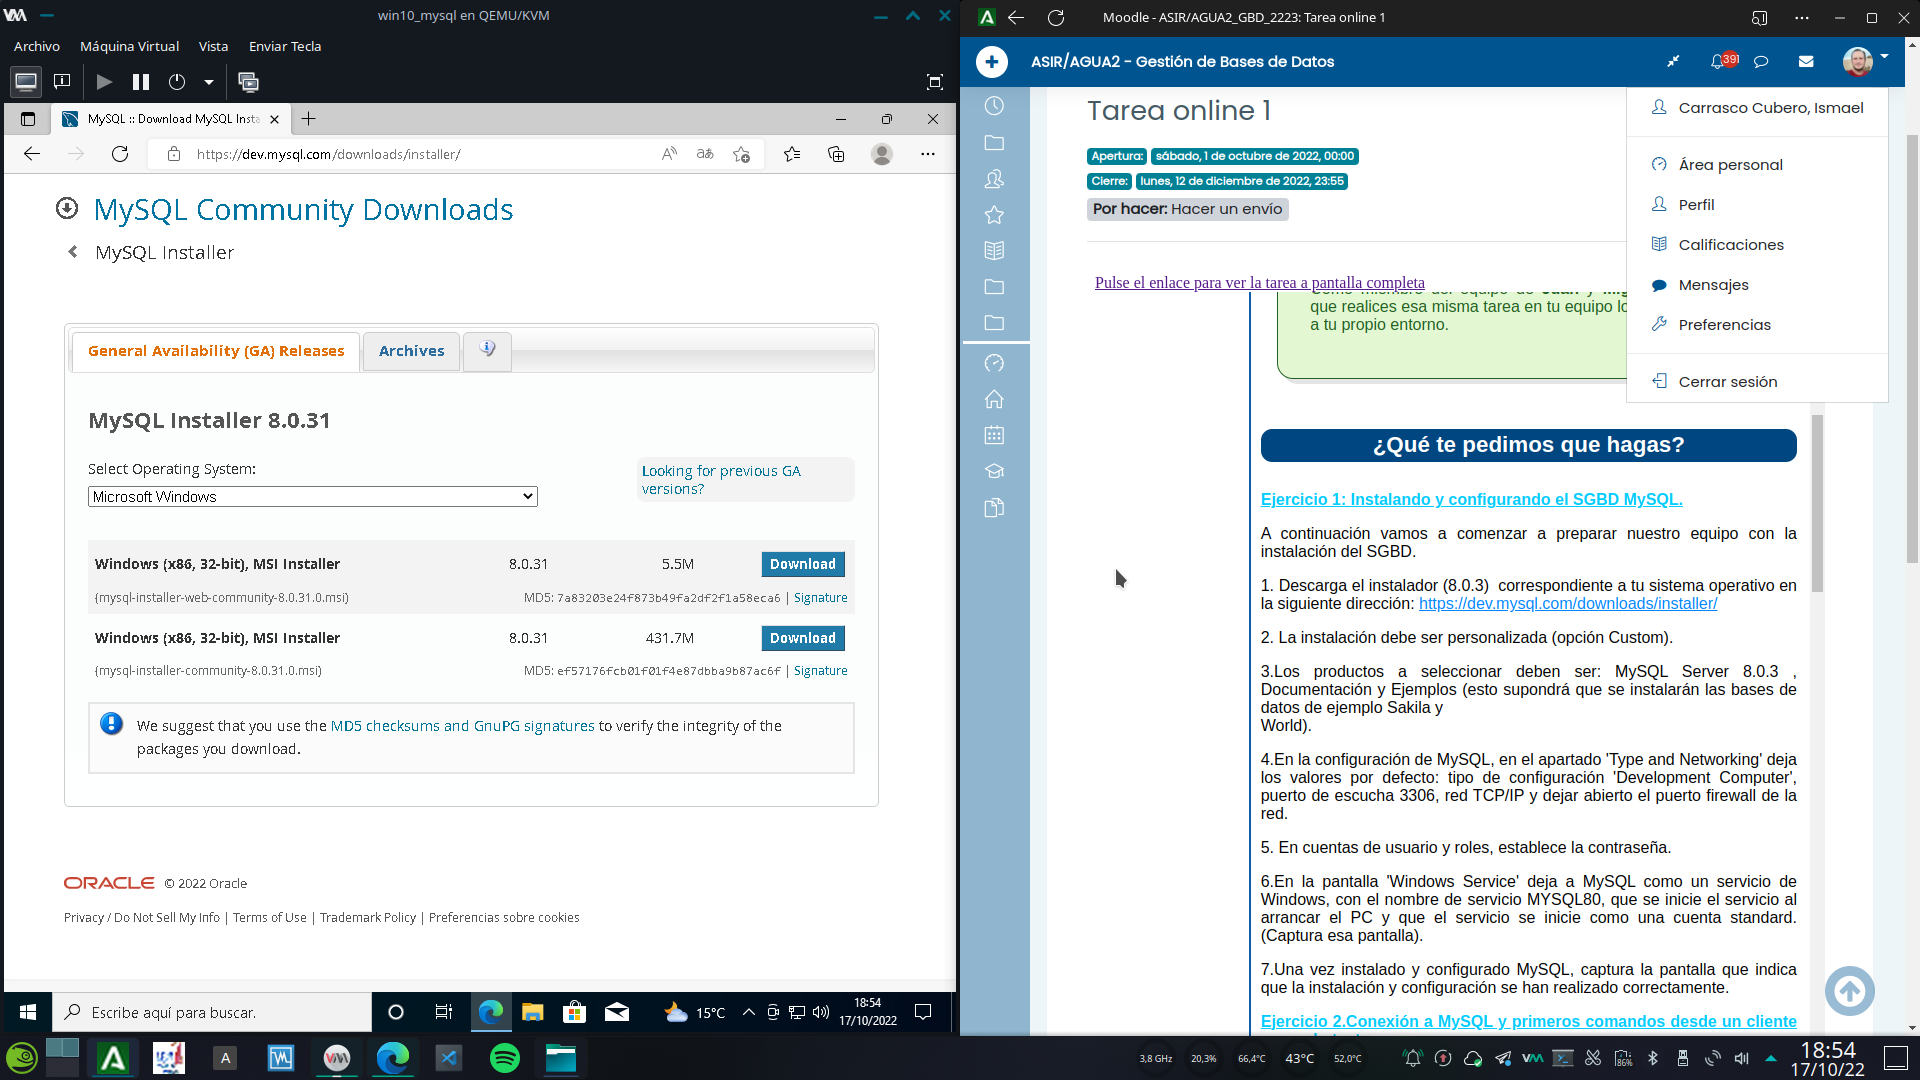 win10_mysql en QEMU/KVM
Archivo Máquina Virtual Vista Enviar Tecla
MySQL :: Download MySQL Insta
https://dev.mysql.com/downloads/installer/
MySQL Community Downloads
MySQL Installer
General Availability (GA) Releases
Archives
MySQL Installer 8.0.31
Select Operating System:
Microsoft Windows
Looking for previous GA
versions?
Windows (x86, 32-bit), MSI Installer 8.0.31 5.5M Download
(mysql-installer-web-community-8.0.31.0.msi) MD5: 7a83203e24f873b49fa2df2f1a58eca6 | Signature
Windows (x86, 32-bit), MSI Installer 8.0.31 431.7M Download
(mysql-installer-community-8.0.31.0.msi) MD5: ef57176fcb01f01f4e87dbba9b87ac6f | Signature
We suggest that you use the MD5 checksums and GnuPG signatures to verify the integrity of the
packages you download.
ORACLE © 2022 Oracle
Privacy / Do Not Sell My Info | Terms of Use | Trademark Policy | Preferencias sobre cookies
Escribe aquí para buscar.
15°C
18:54
17/10/2022
Moodle - ASIR/AGUA2_GBD_2223: Tarea online 1
ASIR/AGUA2 - Gestión de Bases de Datos
391
Tarea online 1
Apertura: sábado, 1 de octubre de 2022, 00:00
Cierre: lunes, 12 de diciembre de 2022, 23:55
Por hacer: Hacer un envío
Carrasco Cubero, Ismael
Área personal
Perfil
Calificaciones
Mensajes
Preferencias
Cerrar sesión
Pulse el enlace para ver la tarea a pantalla completa
que realices esa misma tarea en tu equipo
a tu propio entorno.
¿Qué te pedimos que hagas?
Ejercicio 1: Instalando y configurando el SGBD MySQL.
A continuación vamos a comenzar a preparar nuestro equipo con la
instalación del SGBD.
1. Descarga el instalador (8.0.3) correspondiente a tu sistema operativo en
la siguiente dirección: https://dev.mysql.com/downloads/installer/
2. La instalación debe ser personalizada (opción Custom).
3.Los productos a seleccionar deben ser: MySQL Server 8.0.3 ,
Documentación y Ejemplos (esto supondrá que se instalarán las bases de
datos de ejemplo Sakila y
World).
4.En la configuración de MySQL, en el apartado 'Type and Networking' deja
los valores por defecto: tipo de configuración 'Development Computer',
puerto de escucha 3306, red TCP/IP y dejar abierto el puerto firewall de la
red.
5. En cuentas de usuario y roles, establece la contraseña.
6.En la pantalla 'Windows Service' deja a MySQL como un servicio de
Windows, con el nombre de servicio MYSQL80, que se inicie el servicio al
arrancar el PC y que el servicio se inicie como una cuenta standard.
(Captura esa pantalla).
7.Una vez instalado y configurado MySQL, captura la pantalla que indica
que la instalación y configuración se han realizado correctamente.
Ejercicio 2.Conexión a MySQL y primeros comandos desde un cliente
3,8 GHz 20,3% 66,4°C 43°C 52,0°C
86%
18:54
17/10/22